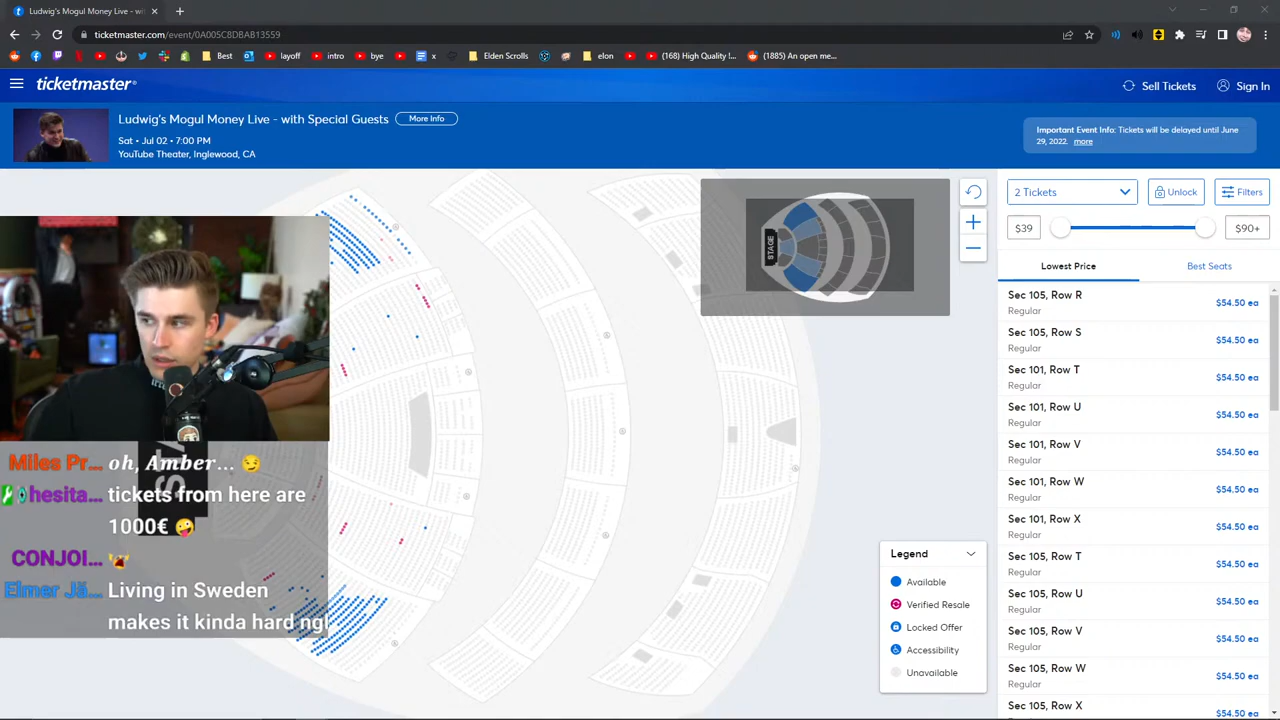 Ludwig's Mogul Money Live - wit
ticketmaster.com/event/0A005C8DBAB13559
Best
layoff
intro
bye
x
Elden Scrolls
elon
(168) High Quality I...
(1885) An open me...
ticketmaster®
Sell Tickets
Sign In
Ludwig's Mogul Money Live - with Special Guests
More Info
Sat • Jul 02 • 7:00 PM
YouTube Theater, Inglewood, CA
Important Event Info: Tickets will be delayed until June
29, 2022. more
STAGE
2 Tickets
Unlock
Filters
$39
$90+
Lowest Price
Best Seats
Sec 105, Row R
Regular
$54.50 ea
Sec 105, Row S
Regular
$54.50 ea
Sec 101, Row T
Regular
$54.50 ea
Sec 101, Row U
Regular
$54.50 ea
Sec 101, Row V
Regular
$54.50 ea
Sec 101, Row W
Regular
$54.50 ea
Sec 101, Row X
Regular
$54.50 ea
Sec 105, Row T
Regular
$54.50 ea
Sec 105, Row U
Regular
$54.50 ea
Sec 105, Row V
Regular
$54.50 ea
Sec 105, Row W
Regular
$54.50 ea
Sec 105, Row X
$54.50 ea
Miles Pr... oh, Amber... 😏
hesita... tickets from here are
1000€ 🤪
CONJOI...
Elmer Jä... Living in Sweden
makes it kinda hard ngl
Legend
Available
Verified Resale
Locked Offer
Accessibility
Unavailable